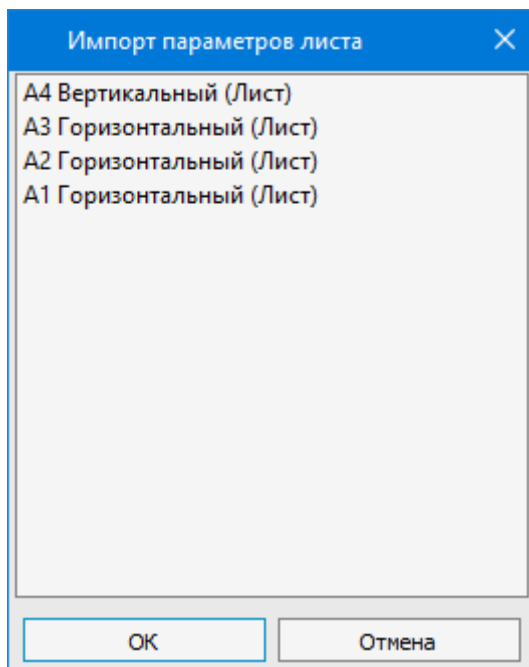 Импорт параметров листа
А4 Вертикальный (Лист)
А3 Горизонтальный (Лист)
А2 Горизонтальный (Лист)
А1 Горизонтальный (Лист)
ОК
Отмена